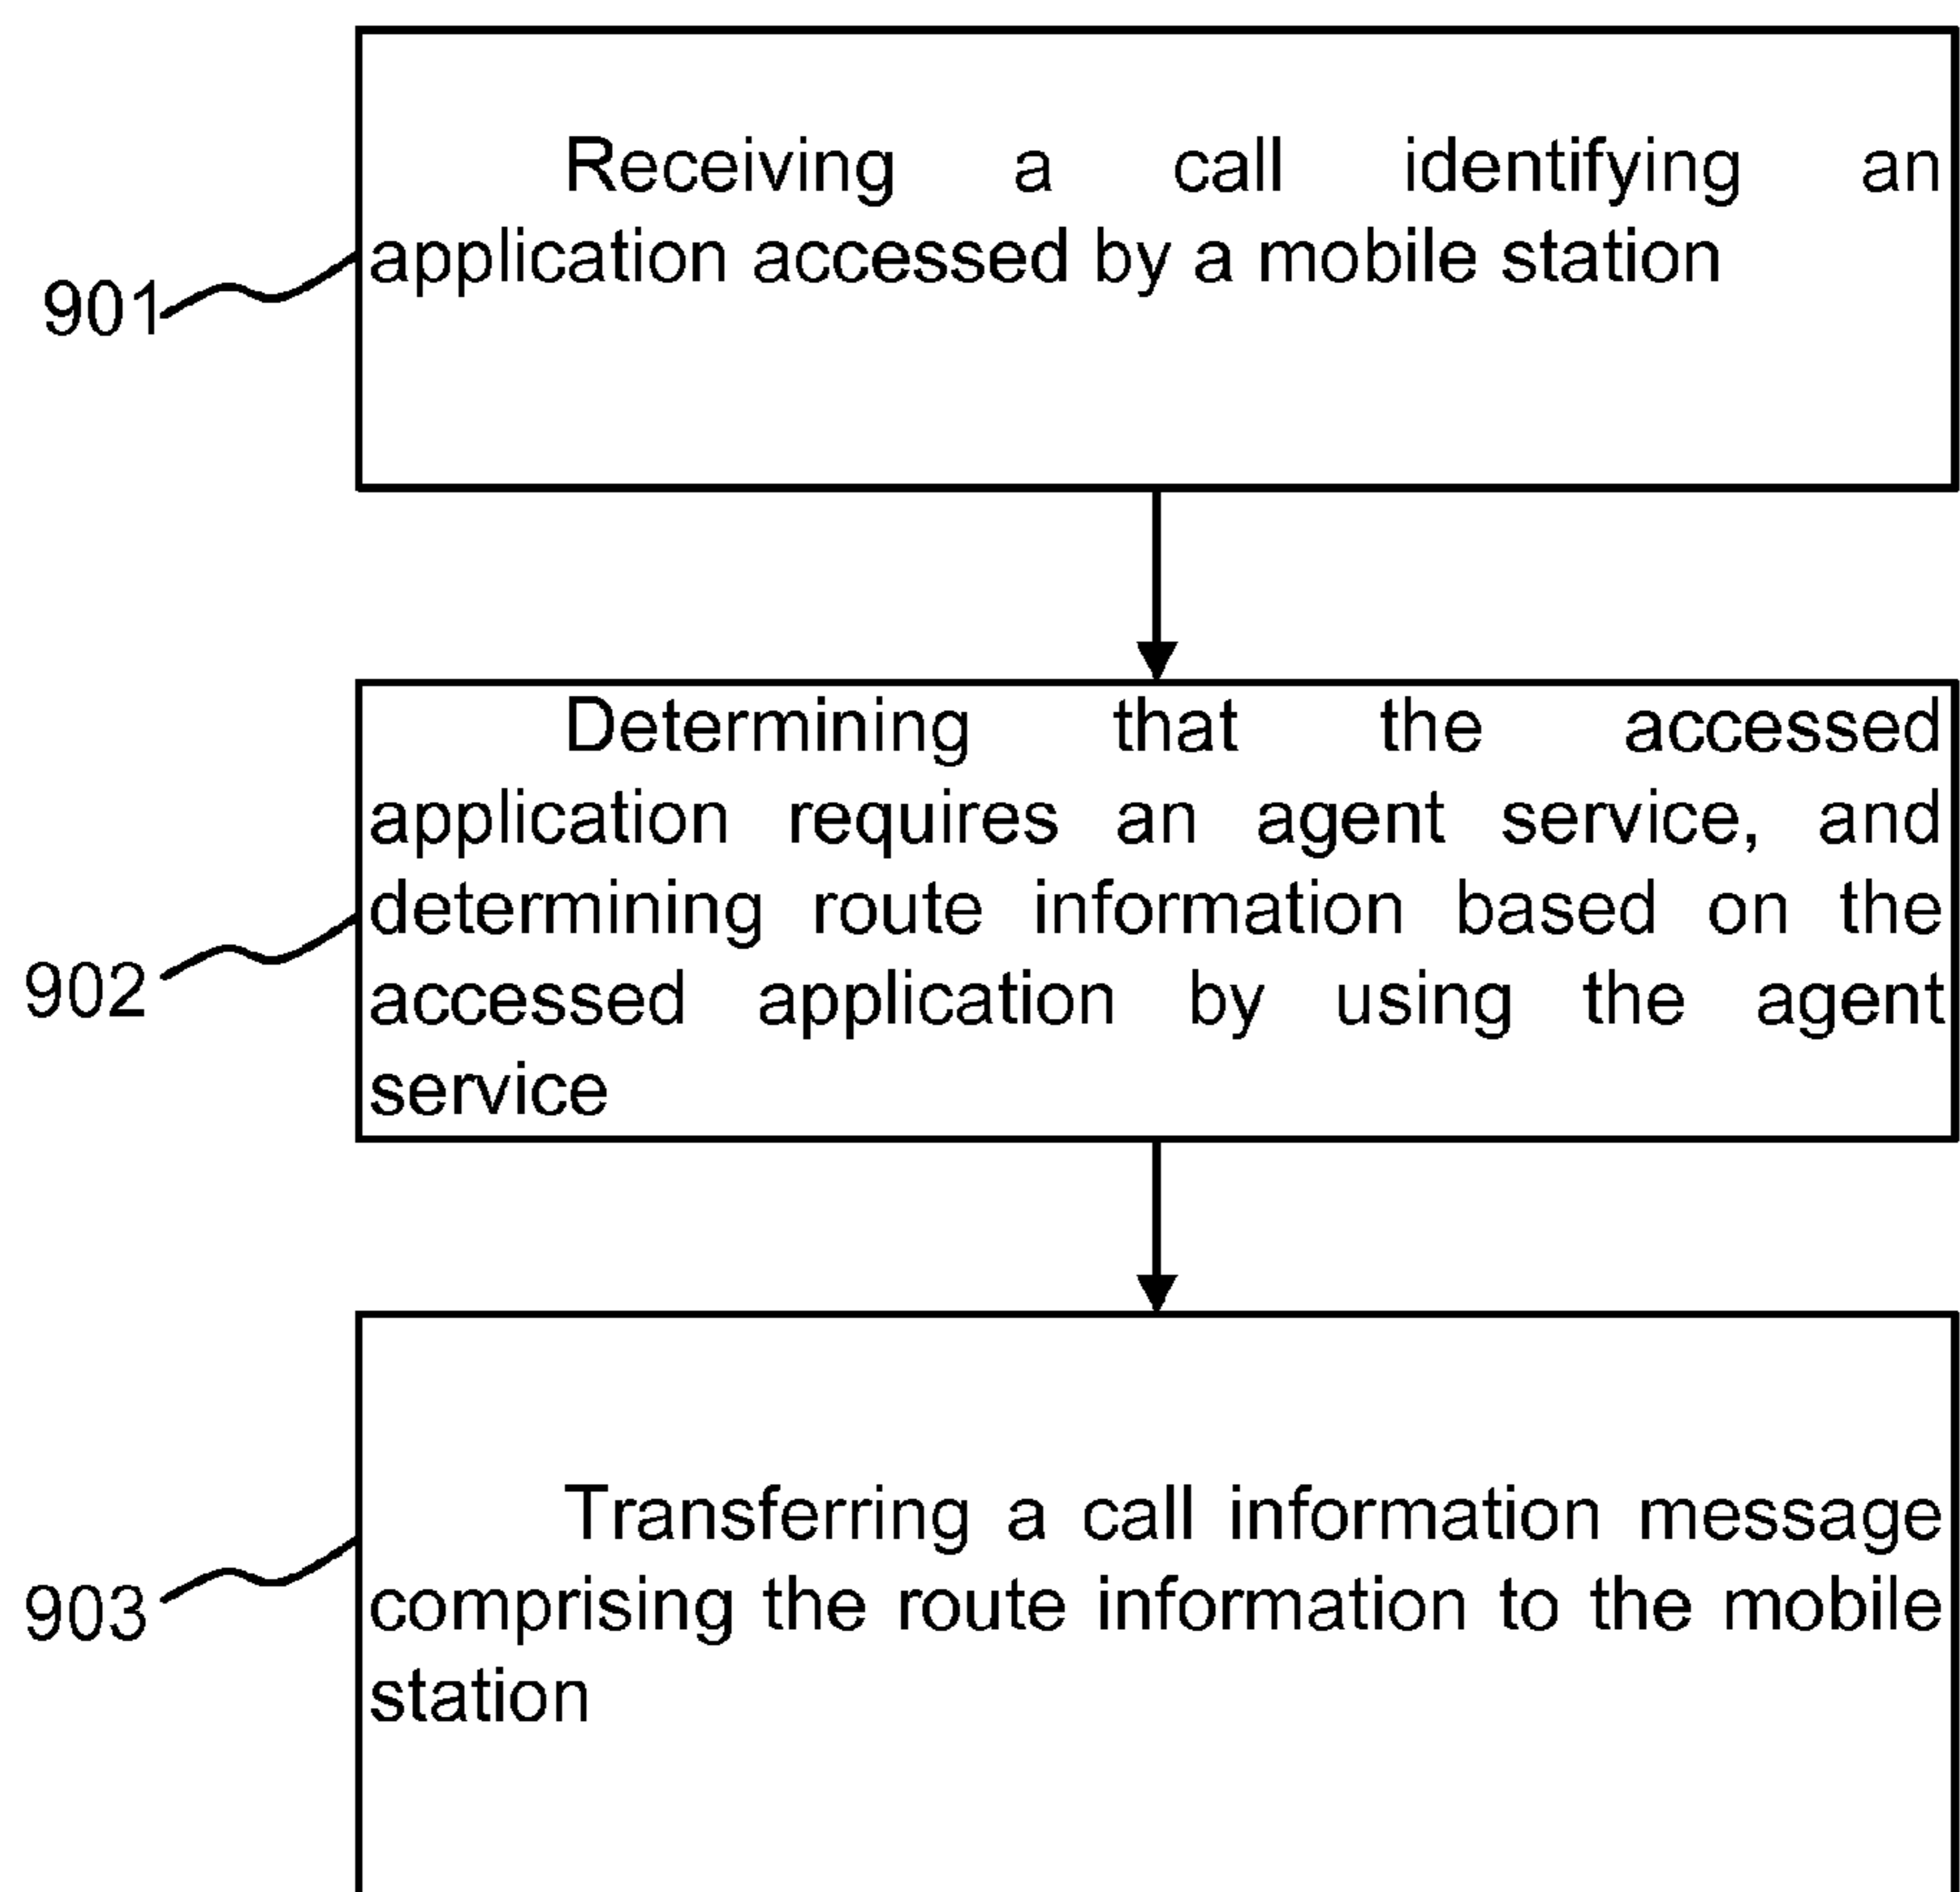 Receiving a call identifying an
application accessed by a mobile station
901
Determining that the accessed
application requires an agent service, and
determining route information based on the
accessed application by using the agent
service
902
Transferring a call information message
comprising the route information to the mobile
station
903